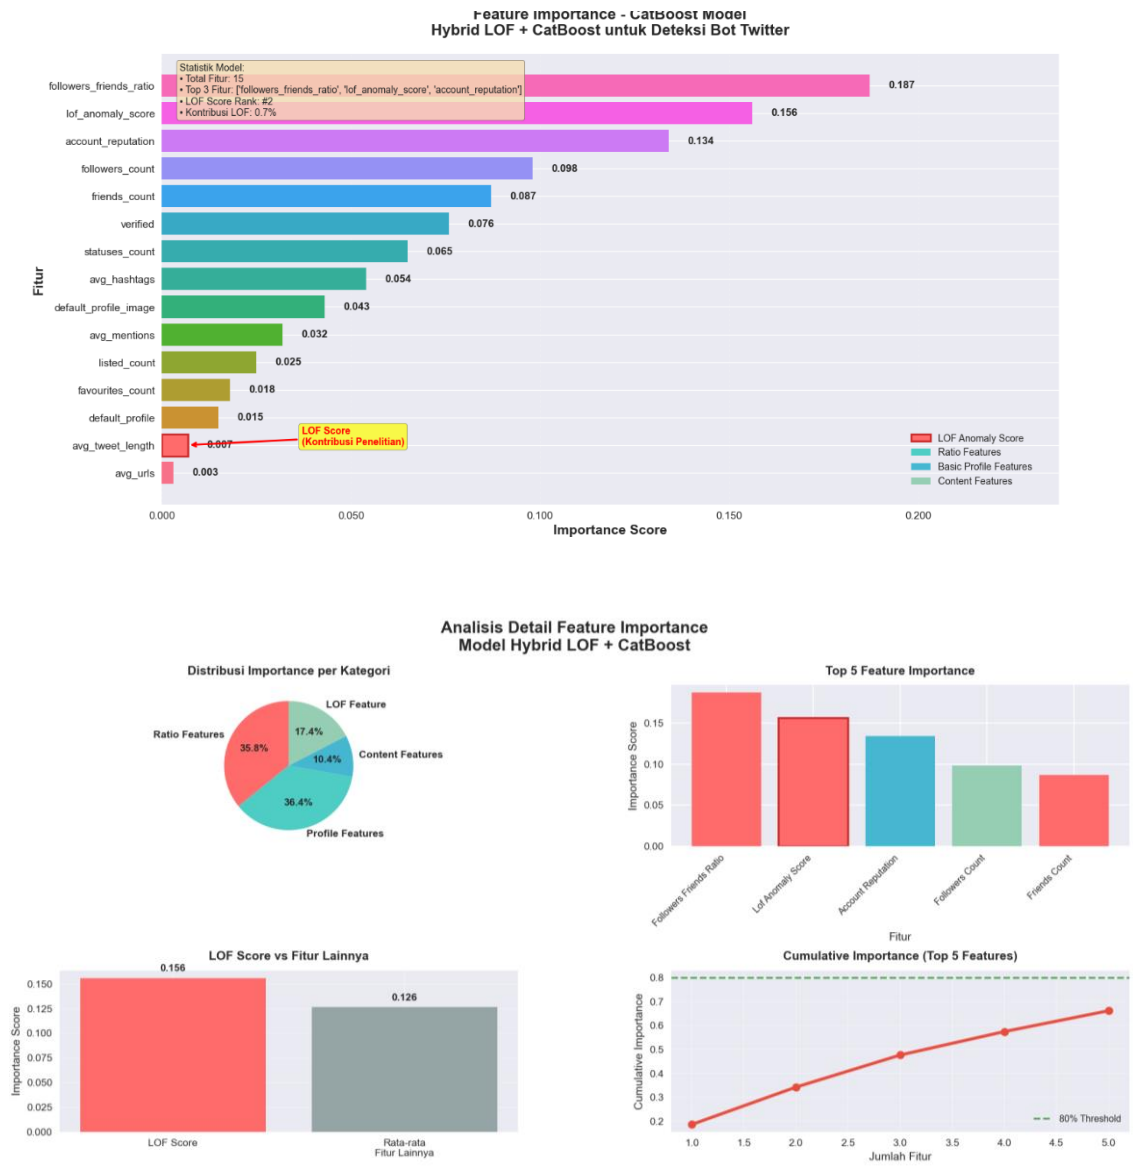 Feature Importance - CatBoost Model
Hybrid LOF + CatBoost untuk Deteksi Bot Twitter
Statistik Model:
• Total Fitur: 15
• Top 3 Fitur: ['followers_friends_ratio', 'lof_anomaly_score', 'account_reputation']
• LOF Score Rank: #2
• Kontribusi LOF: 0.7%
Fitur
followers_friends_ratio 0.187
lof_anomaly_score 0.156
account_reputation 0.134
followers_count 0.098
friends_count 0.087
verified 0.076
statuses_count 0.065
avg_hashtags 0.054
default_profile_image 0.043
avg_mentions 0.032
listed_count 0.025
favourites_count 0.018
default_profile 0.015
avg_tweet_length 0.007
avg_urls 0.003
LOF Score
(Kontribusi Penelitian)
LOF Anomaly Score
Ratio Features
Basic Profile Features
Content Features
0.000 0.050 0.100 0.150 0.200
Importance Score
Analisis Detail Feature Importance
Model Hybrid LOF + CatBoost
Distribusi Importance per Kategori
LOF Feature
17.4%
Ratio Features
35.8%
Content Features
10.4%
36.4%
Profile Features
Top 5 Feature Importance
Importance Score
0.15
0.10
0.05
0.00
Followers Friends Ratio
Lof Anomaly Score
Account Reputation
Followers Count
Friends Count
Fitur
LOF Score vs Fitur Lainnya
Importance Score
0.150
0.125
0.100
0.075
0.050
0.025
0.000
0.156
0.126
LOF Score
Rata-rata
Fitur Lainnya
Cumulative Importance (Top 5 Features)
Cumulative Importance
0.8
0.7
0.6
0.5
0.4
0.3
0.2
80% Threshold
1.0 1.5 2.0 2.5 3.0 3.5 4.0 4.5 5.0
Jumlah Fitur